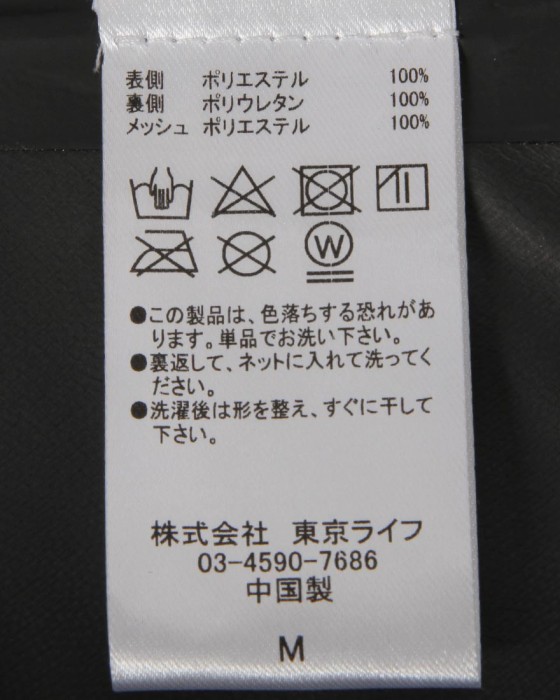 表側 ポリエステル 100%
裏側 ポリウレタン 100%
メッシュ ポリエステル 100%
W
●この製品は、色落ちする恐れがあ
ります。単品でお洗い下さい。
●裏返して、ネットに入れて洗ってく
ださい。
●洗濯後は形を整え、すぐに干して
下さい。
株式会社 東京ライフ
03-4590-7686
中国製
M